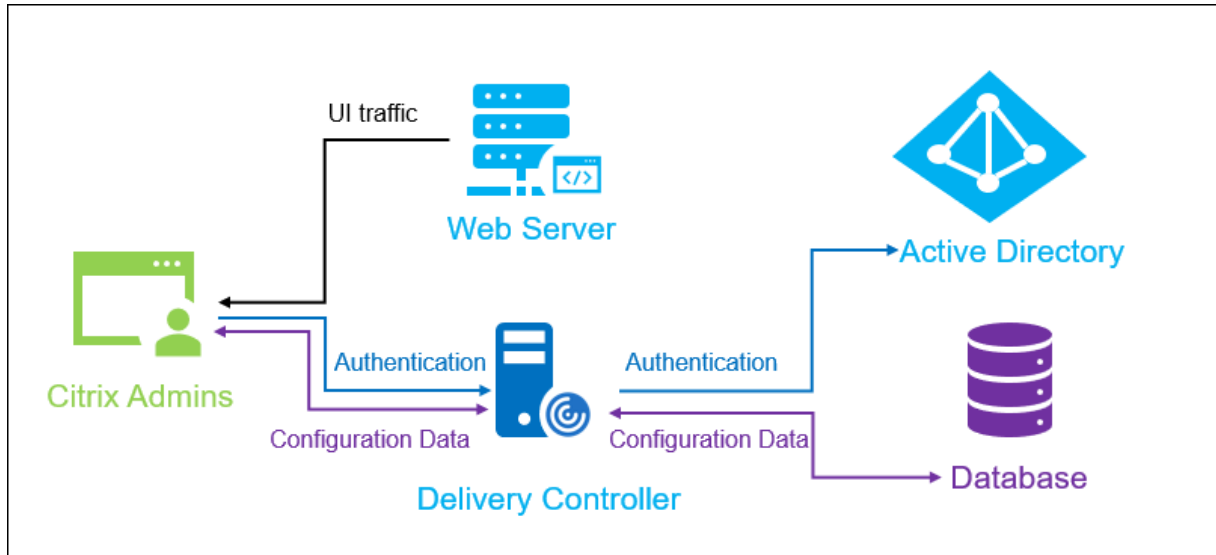 UI traffic
</>
Web Server
Active Directory
Authentication
Authentication
Citrix Admins
Configuration Data
Configuration Data
Database
Delivery Controller